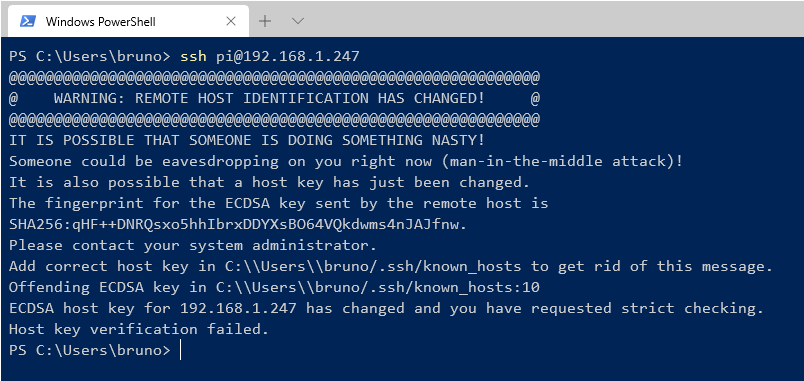 Windows PowerShell
PS C:\Users\bruno> ssh pi@192.168.1.247
@@@@@@@@@@@@@@@@@@@@@@@@@@@@@@@@@@@@@@@@@@@@@@@@@@@@@@@@@@@
@    WARNING: REMOTE HOST IDENTIFICATION HAS CHANGED!     @
@@@@@@@@@@@@@@@@@@@@@@@@@@@@@@@@@@@@@@@@@@@@@@@@@@@@@@@@@@@
IT IS POSSIBLE THAT SOMEONE IS DOING SOMETHING NASTY!
Someone could be eavesdropping on you right now (man-in-the-middle attack)!
It is also possible that a host key has just been changed.
The fingerprint for the ECDSA key sent by the remote host is
SHA256:qHF++DNRQsxo5hhIbrxDDYXsBO64VQkdwms4nJAJfnw.
Please contact your system administrator.
Add correct host key in C:\\Users\\bruno/.ssh/known_hosts to get rid of this message.
Offending ECDSA key in C:\\Users\\bruno/.ssh/known_hosts:10
ECDSA host key for 192.168.1.247 has changed and you have requested strict checking.
Host key verification failed.
PS C:\Users\bruno>